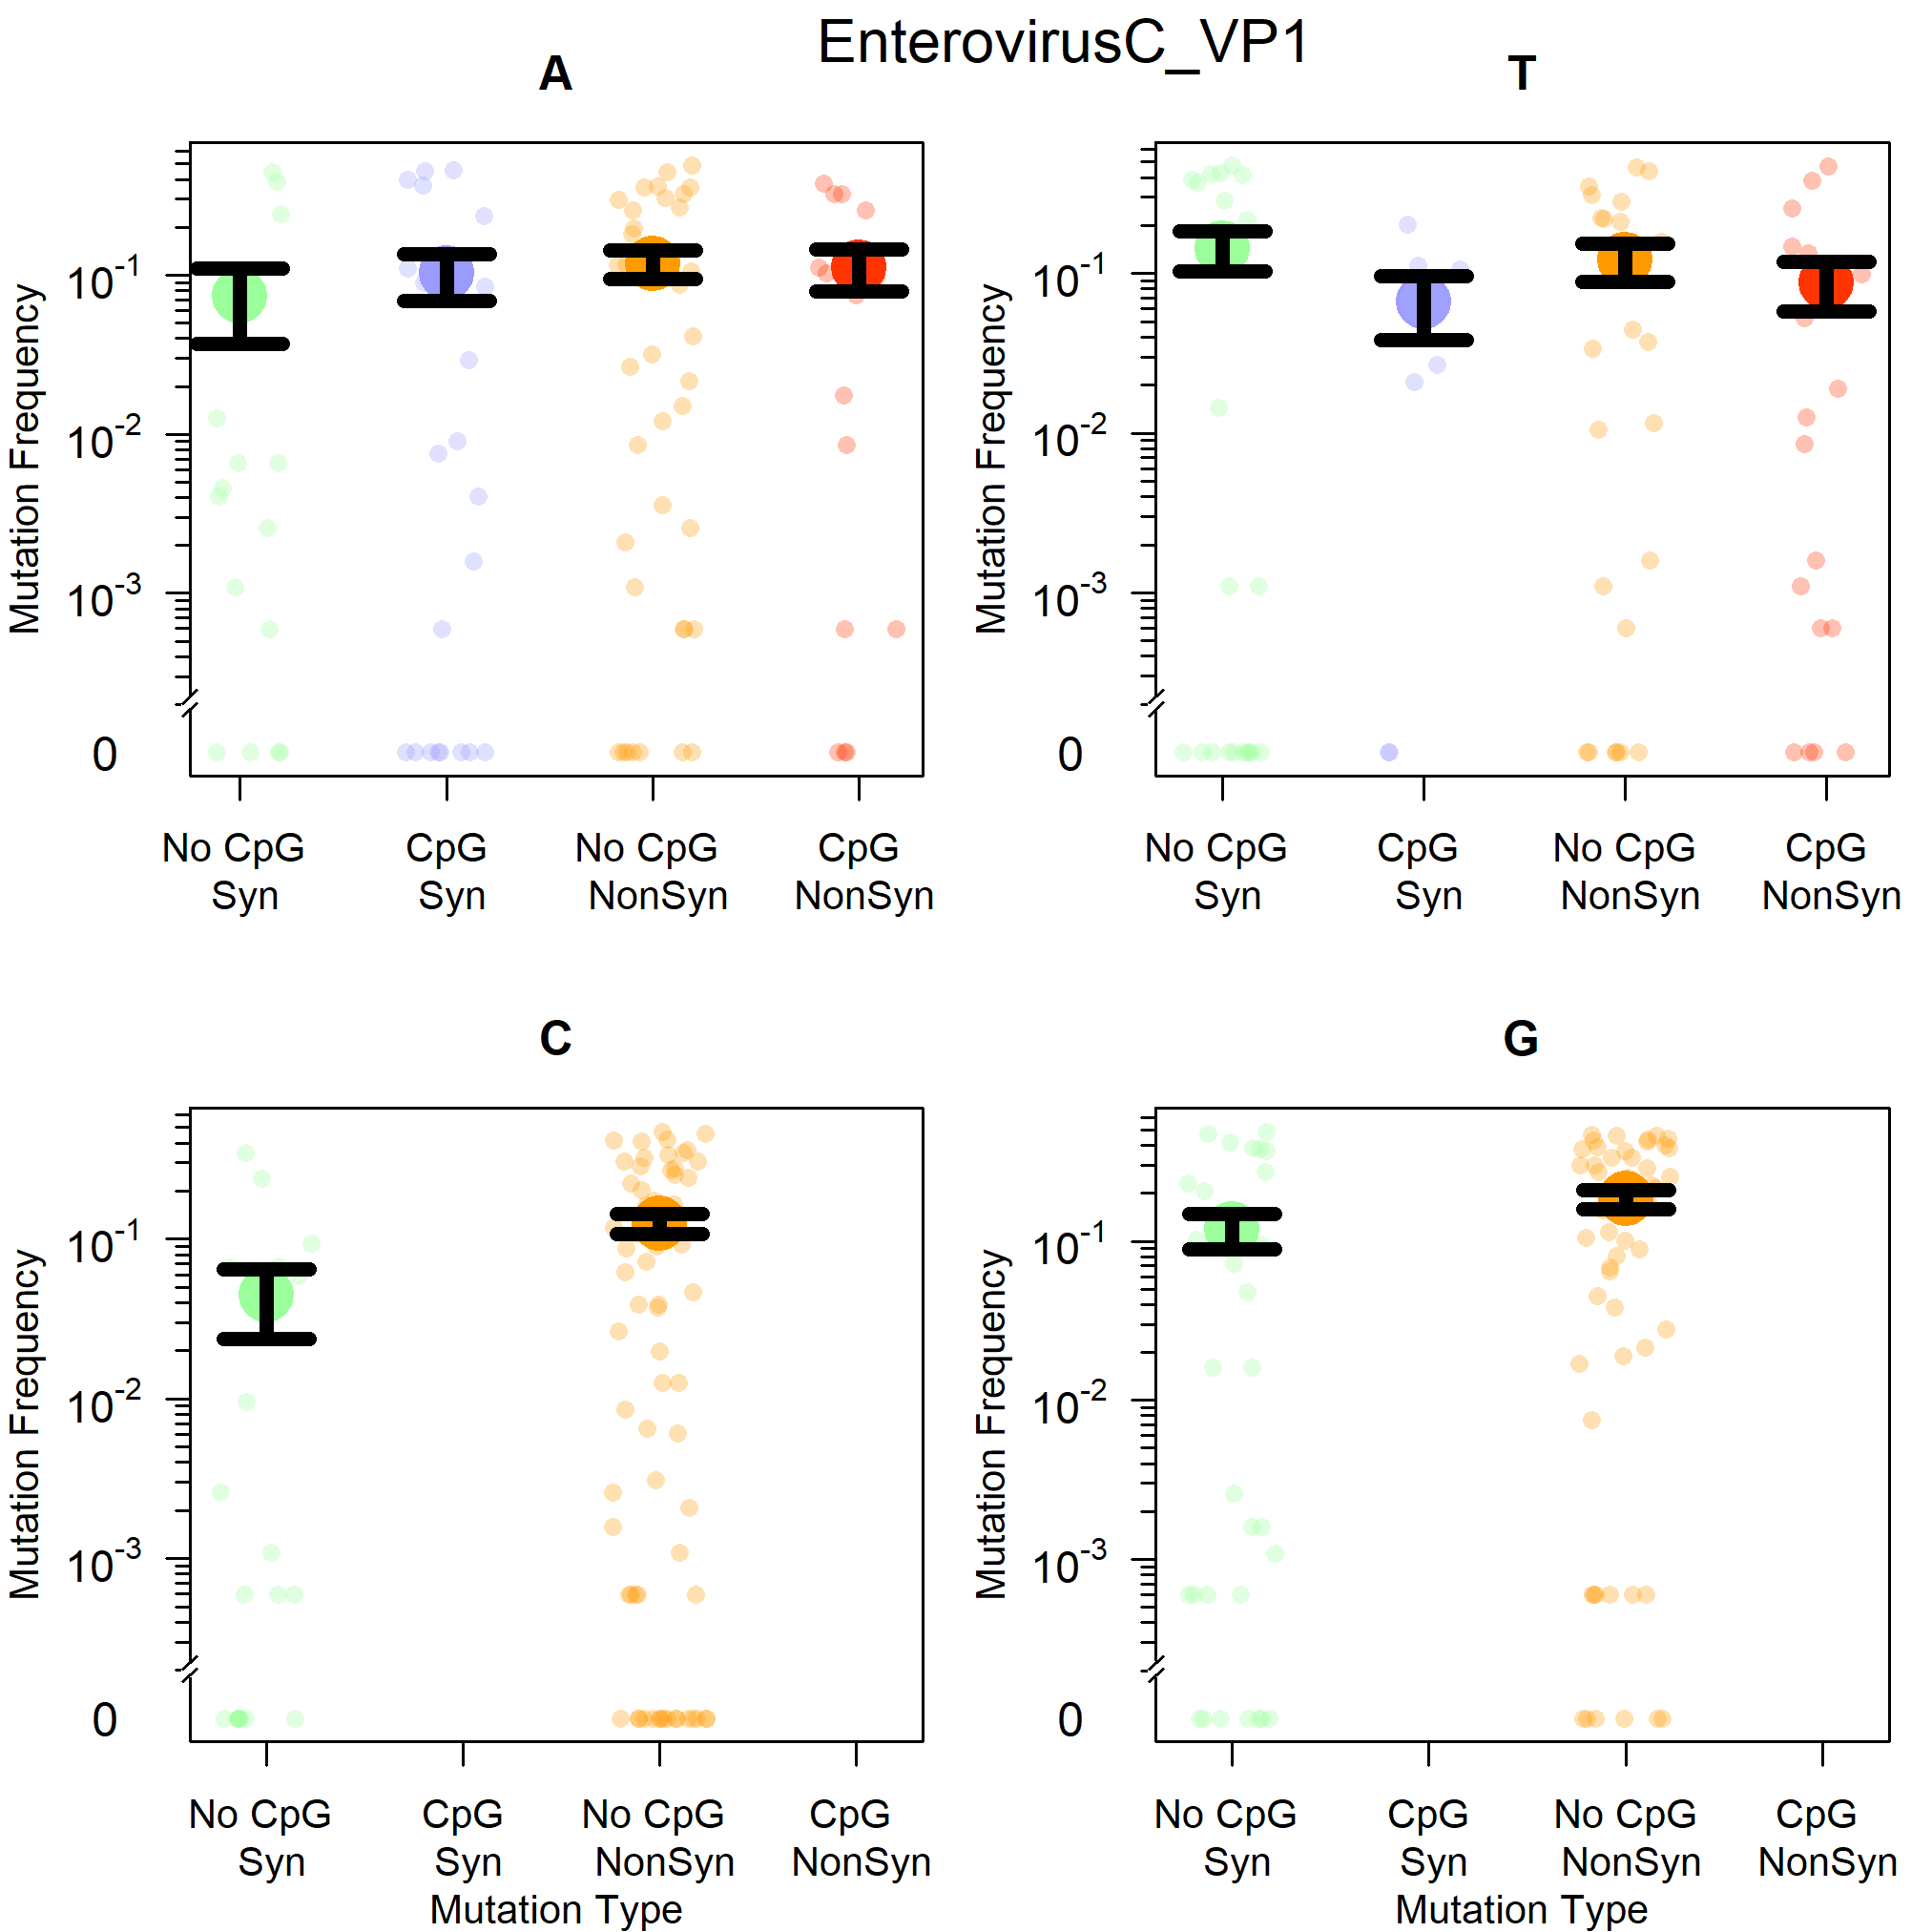 EnterovirusC_VP1
A
Mutation Frequency
10^-1
10^-2
10^-3
0
No CpG Syn
CpG Syn
No CpG NonSyn
CpG NonSyn
T
Mutation Frequency
10^-1
10^-2
10^-3
0
No CpG Syn
CpG Syn
No CpG NonSyn
CpG NonSyn
C
Mutation Frequency
10^-1
10^-2
10^-3
0
No CpG Syn
CpG Syn
No CpG NonSyn
CpG NonSyn
Mutation Type
G
Mutation Frequency
10^-1
10^-2
10^-3
0
No CpG Syn
CpG Syn
No CpG NonSyn
CpG NonSyn
Mutation Type